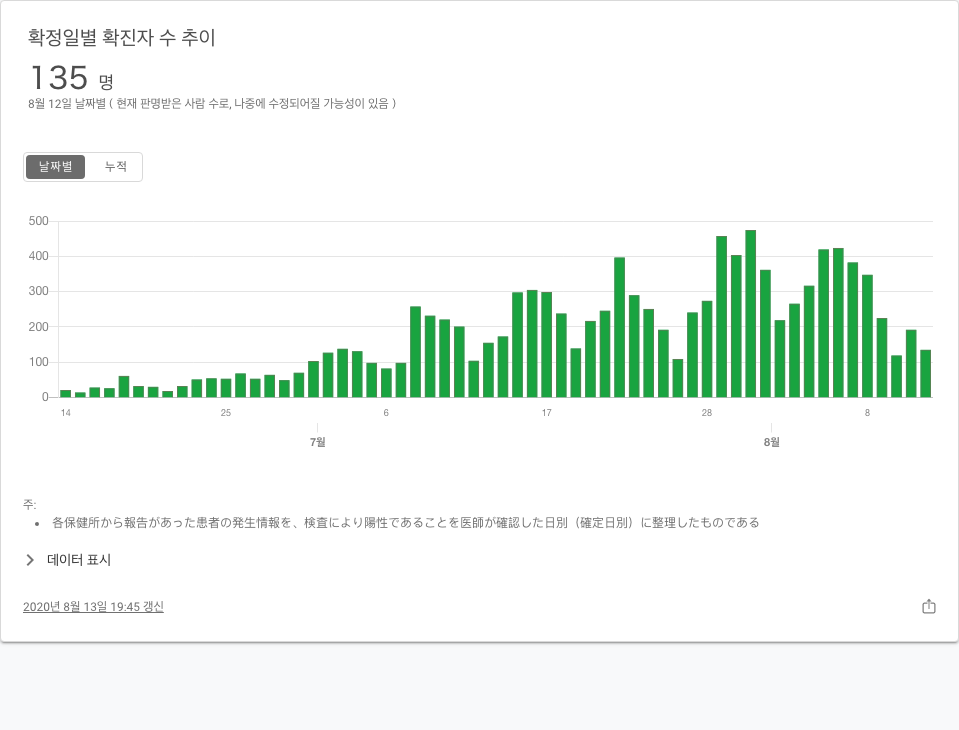 확정일별 확진자 수 추이
135 명
8월 12일 날짜별 ( 현재 판명받은 사람 수로, 나중에 수정되어질 가능성이 있음 )
날짜별 누적
500
400
300
200
100
0
14 25 6 17 28 8
7월 8월
주:
• 各保健所から報告があった患者の発生情報を、検査により陽性であることを医師が確認した日別（確定日別）に整理したものである
데이터 표시
2020년 8월 13일 19:45 갱신